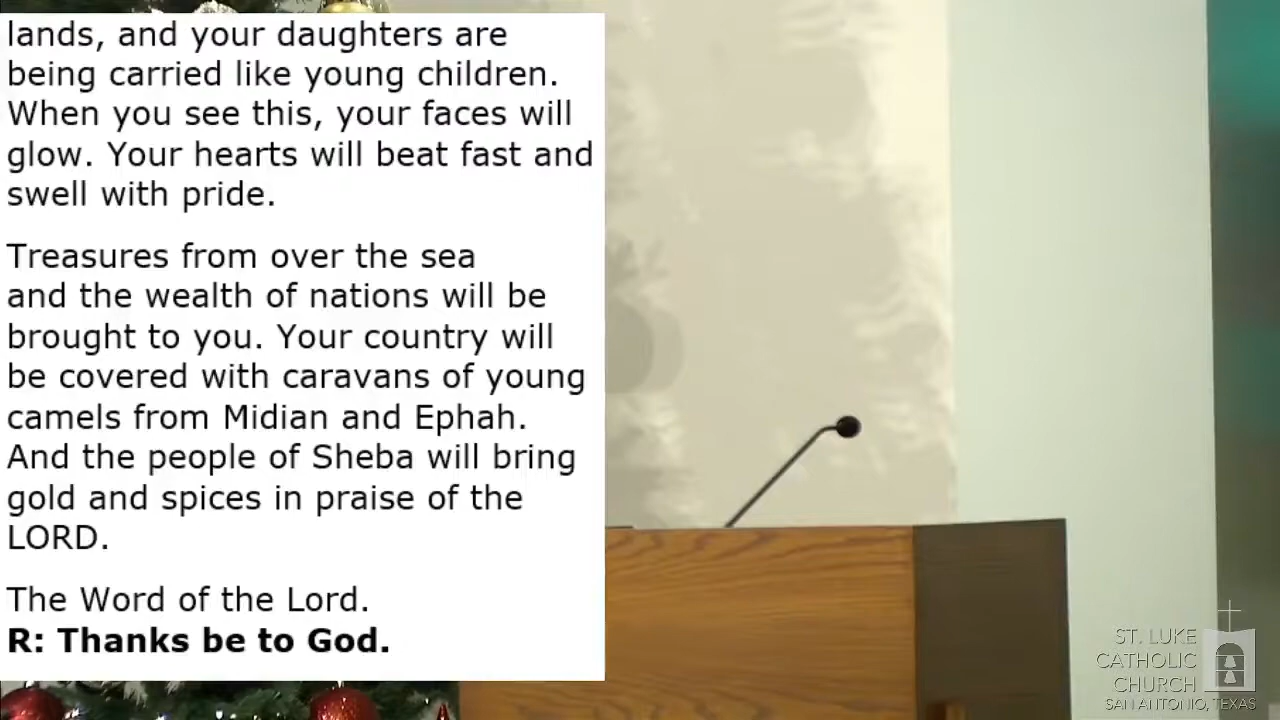 lands, and your daughters are
being carried like young children.
When you see this, your faces will
glow. Your hearts will beat fast and
swell with pride.
Treasures from over the sea
and the wealth of nations will be
brought to you. Your country will
be covered with caravans of young
camels from Midian and Ephah.
And the people of Sheba will bring
gold and spices in praise of the
LORD.
The Word of the Lord.
R: Thanks be to God.
ST. LUKE
CATHOLIC
CHURCH
SAN ANTONIO, TEXAS